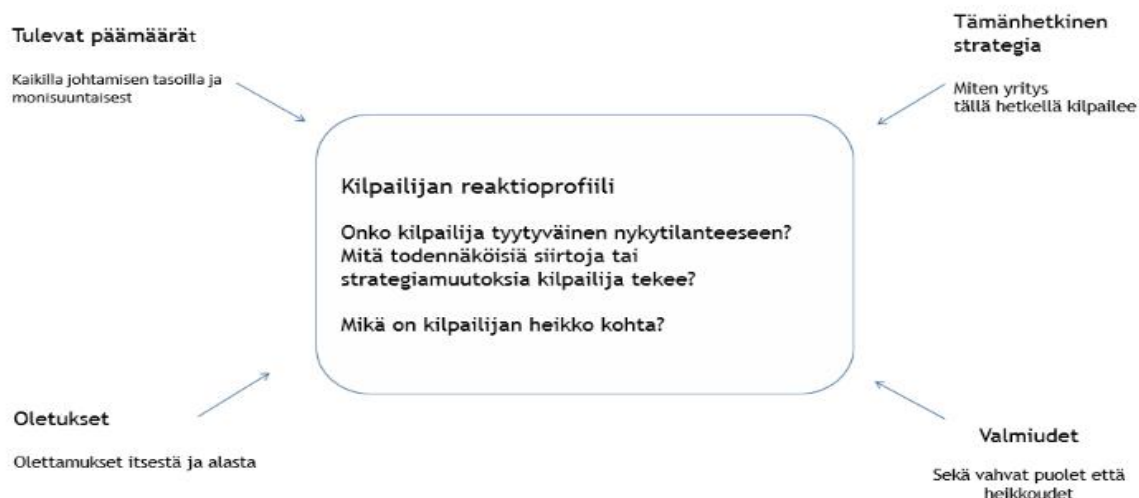 Tulevat päämäärät
Kaikilla johtamisen tasoilla ja
monisuuntaisest
Tämänhetkinen
strategia
Miten yritys
tällä hetkellä kilpailee
Kilpailijan reaktioprofiili
Onko kilpailija tyytyväinen nykytilanteeseen?
Mitä todennäköisiä siirtoja tai
strategiamuutoksia kilpailija tekee?
Mikä on kilpailijan heikko kohta?
Oletukset
Olettamukset itsestä ja alasta
Valmiudet
Sekä vahvat puolet että
heikkoudet